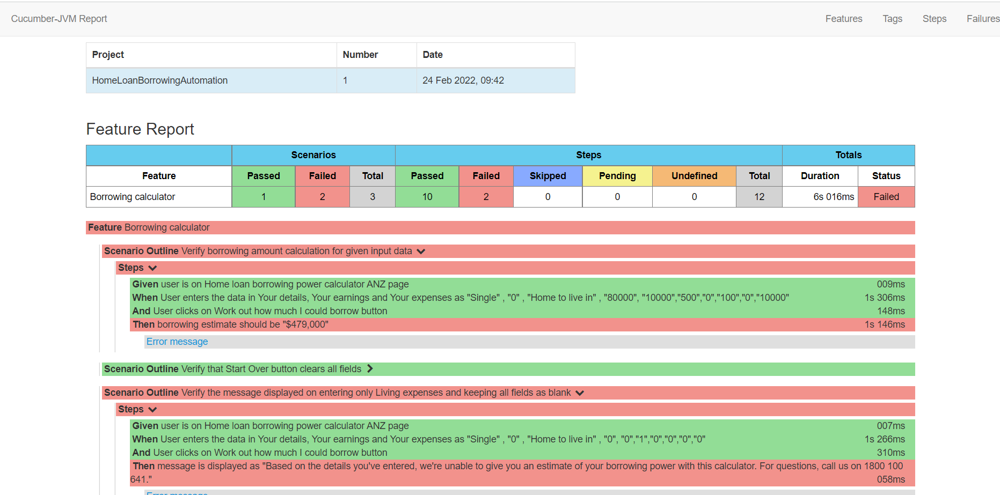 Cucumber-JVM Report Features Tags Steps Failures
Project Number Date
HomeLoanBorrowingAutomation 1 24 Feb 2022, 09:42
Feature Report
Scenarios Steps Totals
Feature Passed Failed Total Passed Failed Skipped Pending Undefined Total Duration Status
Borrowing calculator 1 2 3 10 2 0 0 0 12 6s 016ms Failed
Feature Borrowing calculator
Scenario Outline Verify borrowing amount calculation for given input data
Steps
Given user is on Home loan borrowing power calculator ANZ page 009ms
When User enters the data in Your details, Your earnings and Your expenses as "Single" , "0" , "Home to live in" , "80000", "10000","500","0","100","0","10000" 1s 306ms
And User clicks on Work out how much I could borrow button 148ms
Then borrowing estimate should be "$479,000" 1s 146ms
Error message
Scenario Outline Verify that Start Over button clears all fields
Scenario Outline Verify the message displayed on entering only Living expenses and keeping all fields as blank
Steps
Given user is on Home loan borrowing power calculator ANZ page 007ms
When User enters the data in Your details, Your earnings and Your expenses as "Single" , "0" , "Home to live in" , "0", "0","1","0","0","0","0" 1s 266ms
And User clicks on Work out how much I could borrow button 310ms
Then message is displayed as "Based on the details you've entered, we're unable to give you an estimate of your borrowing power with this calculator. For questions, call us on 1800 100
641." 058ms
Error message